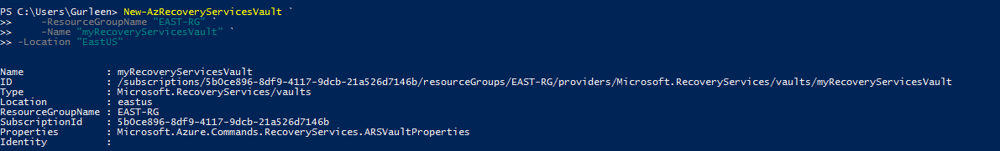 PS C:\Users\Gurleen> New-AzRecoveryServicesVault `
>>     -ResourceGroupName "EAST-RG" `
>>     -Name "myRecoveryServicesVault" `
>> -Location "EastUS"
Name              : myRecoveryServicesVault
ID                : /subscriptions/5b0ce896-8df9-4117-9dcb-21a526d7146b/resourceGroups/EAST-RG/providers/Microsoft.RecoveryServices/vaults/myRecoveryServicesVault
Type              : Microsoft.RecoveryServices/vaults
Location          : eastus
ResourceGroupName : EAST-RG
SubscriptionId    : 5b0ce896-8df9-4117-9dcb-21a526d7146b
Properties        : Microsoft.Azure.Commands.RecoveryServices.ARSVaultProperties
Identity          :